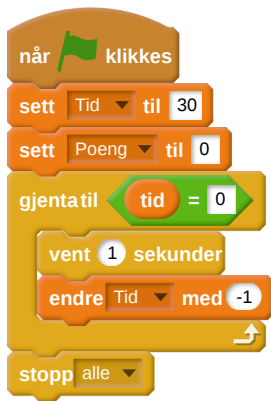 når klikkes
sett Tid til 30
sett Poeng til 0
gjenta til tid = 0
vent 1 sekunder
endre Tid med -1
stopp alle